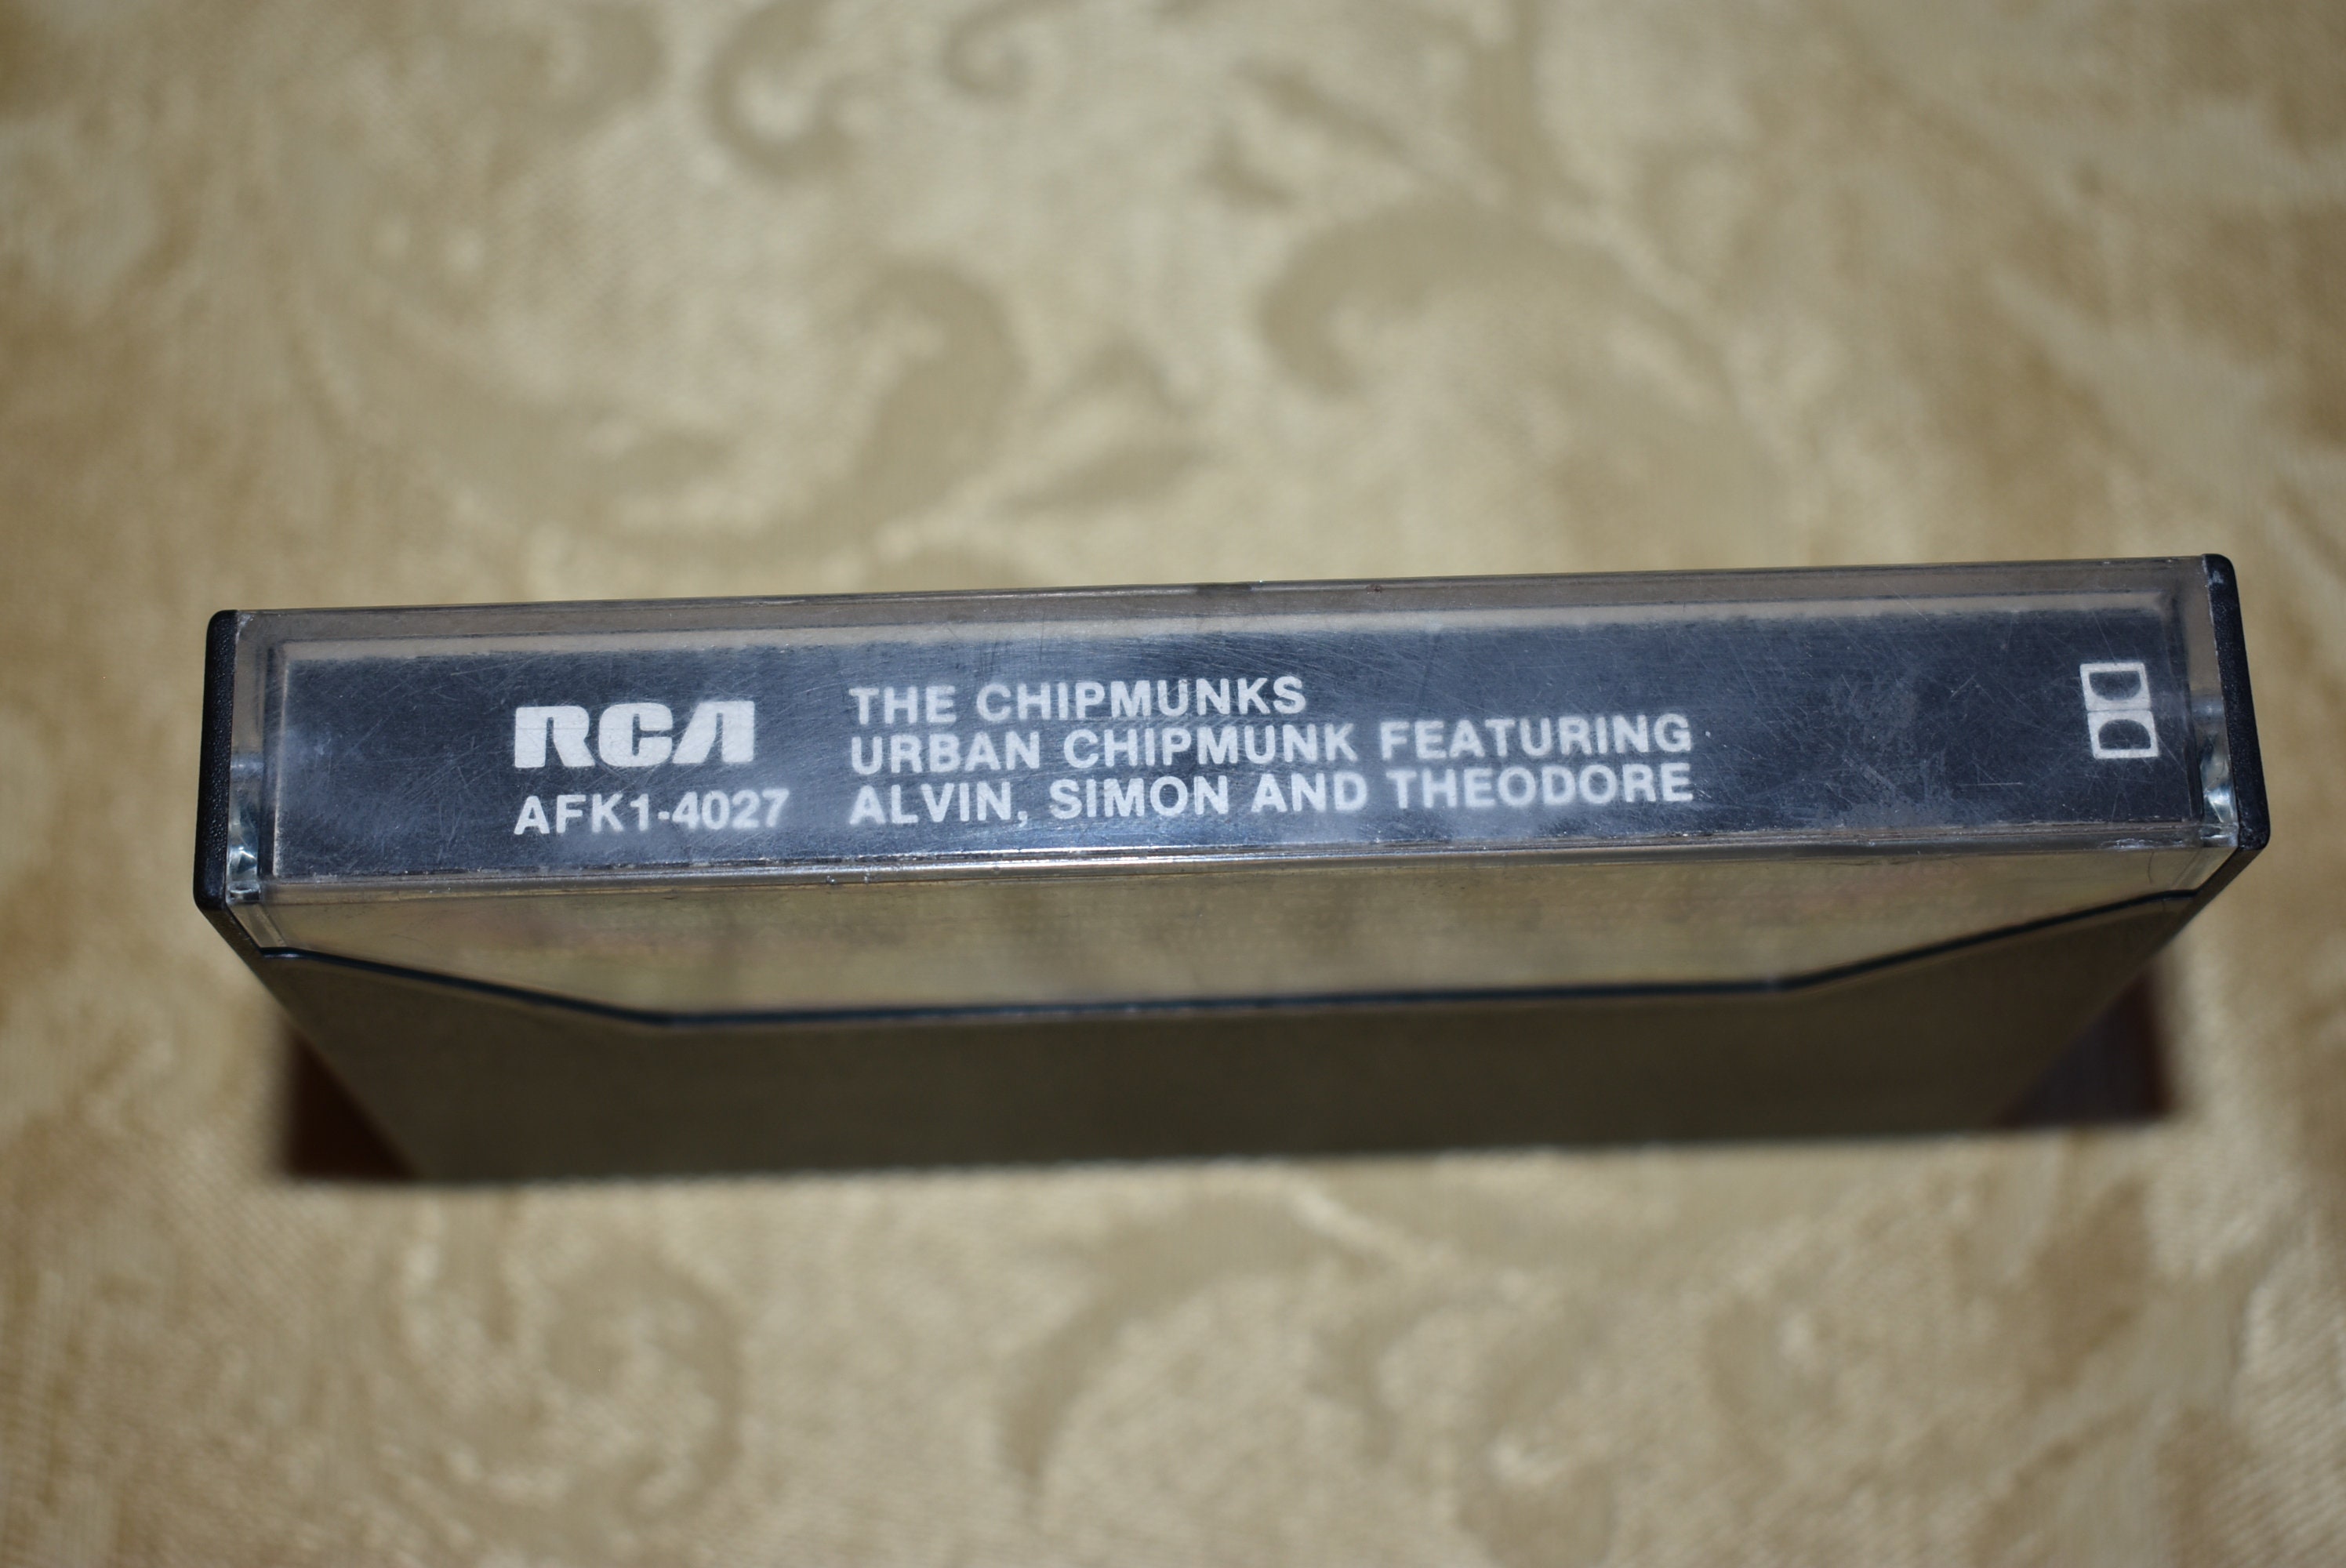 RCA
AFK1-4027
THE CHIPMUNKS
URBAN CHIPMUNK FEATURING
ALVIN, SIMON AND THEODORE